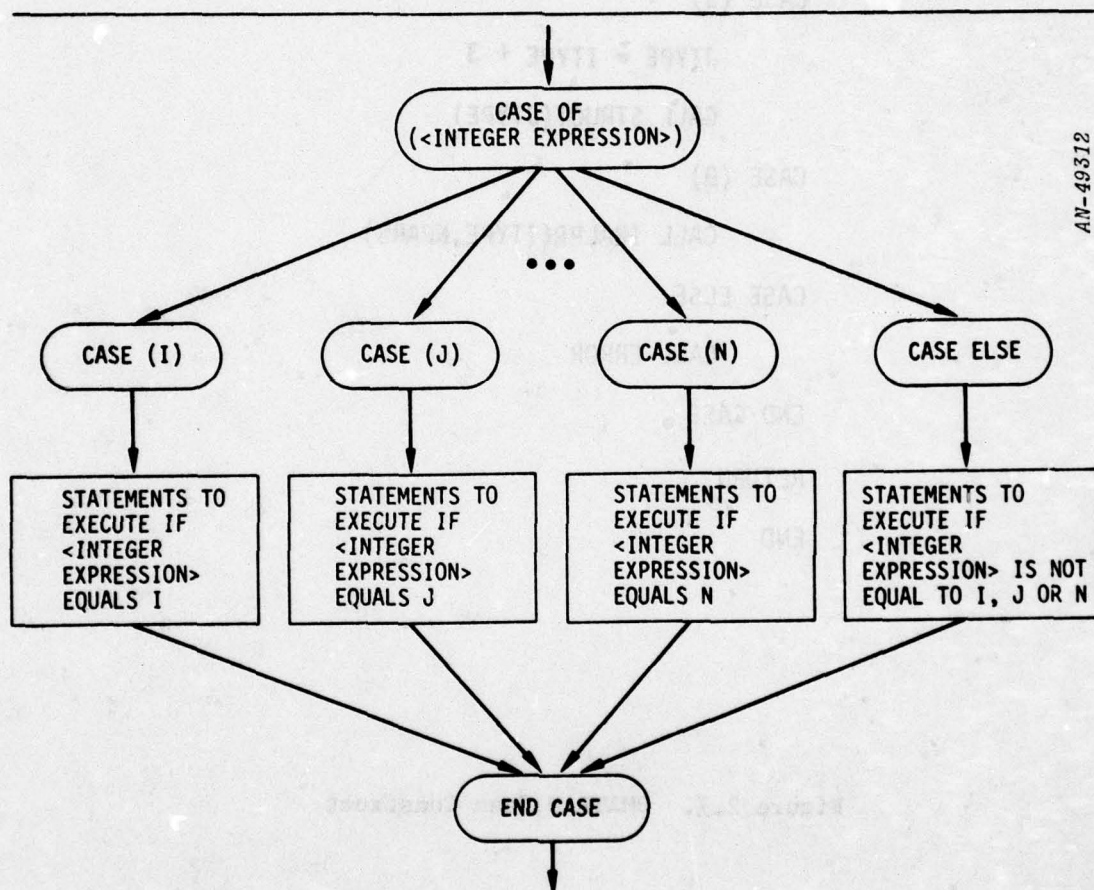 CASE OF
(<INTEGER EXPRESSION>)
AN-49312
•••
CASE (I)
CASE (J)
CASE (N)
CASE ELSE
STATEMENTS TO
EXECUTE IF
<INTEGER
EXPRESSION>
EQUALS I
STATEMENTS TO
EXECUTE IF
<INTEGER
EXPRESSION>
EQUALS J
STATEMENTS TO
EXECUTE IF
<INTEGER
EXPRESSION>
EQUALS N
STATEMENTS TO
EXECUTE IF
<INTEGER
EXPRESSION> IS NOT
EQUAL TO I, J OR N
END CASE